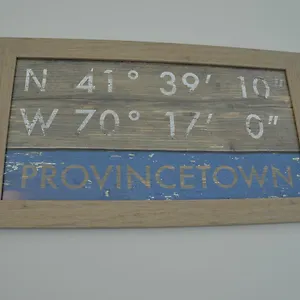 N 41° 39' 10"
W 70° 17' 0"
PROVINCETOWN